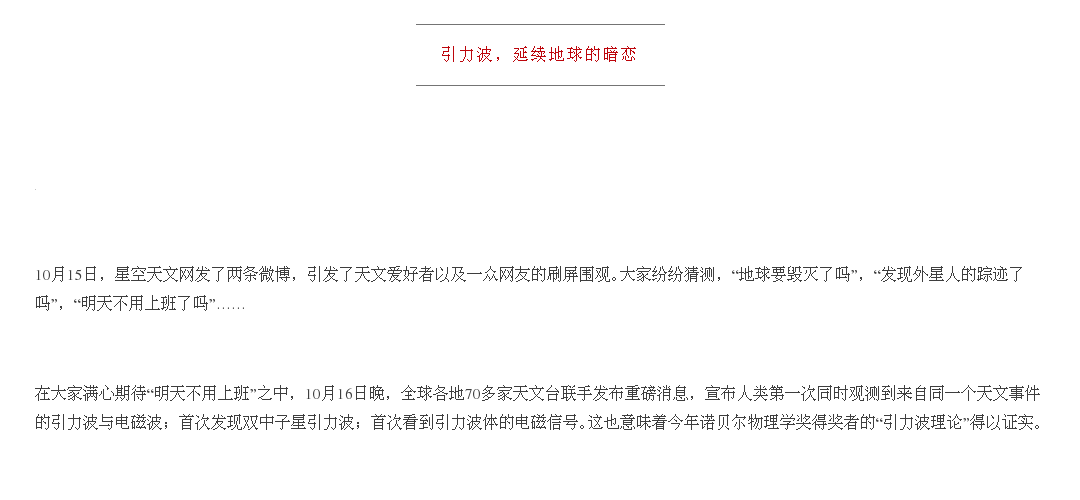 引力波，延续地球的暗恋
10月15日，星空天文网发了两条微博，引发了天文爱好者以及一众网友的刷屏围观。大家纷纷猜测，“地球要毁灭了吗”，“发现外星人的踪迹了
吗”，“明天不用上班了吗”……
在大家满心期待“明天不用上班”之中，10月16日晚，全球各地70多家天文台联手发布重磅消息，宣布人类第一次同时观测到来自同一个天文事件
的引力波与电磁波；首次发现双中子星引力波；首次看到引力波体的电磁信号。这也意味着今年诺贝尔物理学奖得奖者的“引力波理论”得以证实。